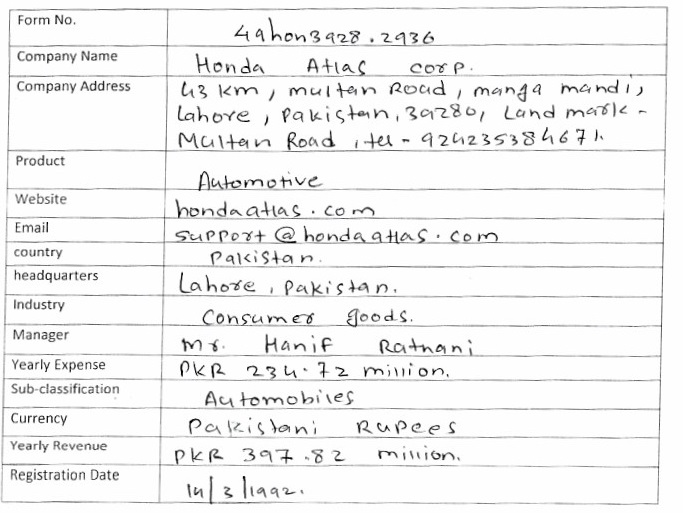 Form No. 49hon3928.2936
Company Name Honda Atlas corp.
Company Address 43 km, multan Road, manga mandi,
Lahore, Pakistan, 39280, Land mark -
Multan Road, tel - 924235384671.
Product Automotive
Website hondaatlas.com
Email support@hondaatlas.com
country Pakistan.
headquarters Lahore, Pakistan.
Industry Consumer goods.
Manager Mr. Hanif Ratnani
Yearly Expense PKR 234.72 million.
Sub-classification Automobiles
Currency Pakistani Rupees
Yearly Revenue PKR 397.82 million.
Registration Date 14/3/1992.